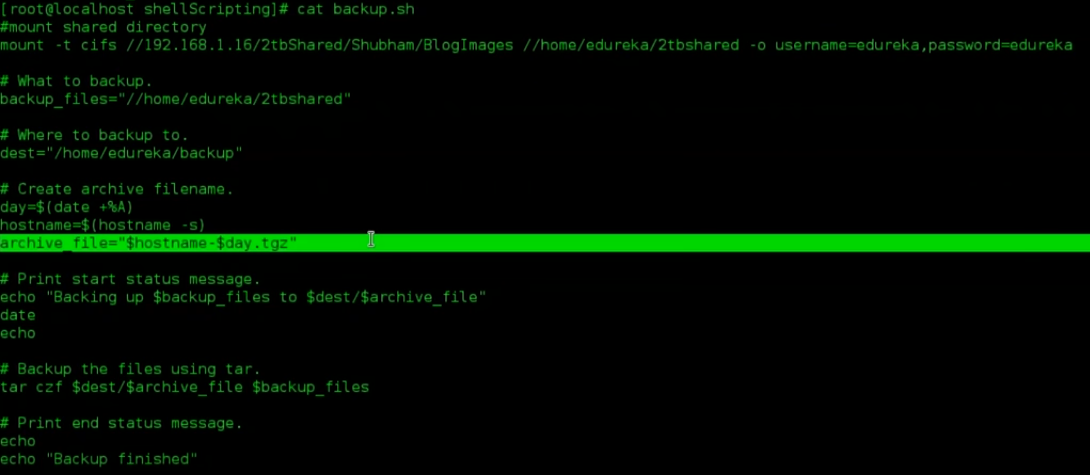 [root@localhost shellScripting]# cat backup.sh
#mount shared directory
mount -t cifs //192.168.1.16/2tbShared/Shubham/BlogImages //home/edureka/2tbshared -o username=edureka,password=edureka
# What to backup.
backup_files="//home/edureka/2tbshared"
# Where to backup to.
dest="/home/edureka/backup"
# Create archive filename.
day=$(date +%A)
hostname=$(hostname -s)
archive_file="$hostname-$day.tgz"
# Print start status message.
echo "Backing up $backup_files to $dest/$archive_file"
date
echo
# Backup the files using tar.
tar czf $dest/$archive_file $backup_files
# Print end status message.
echo
echo "Backup finished"